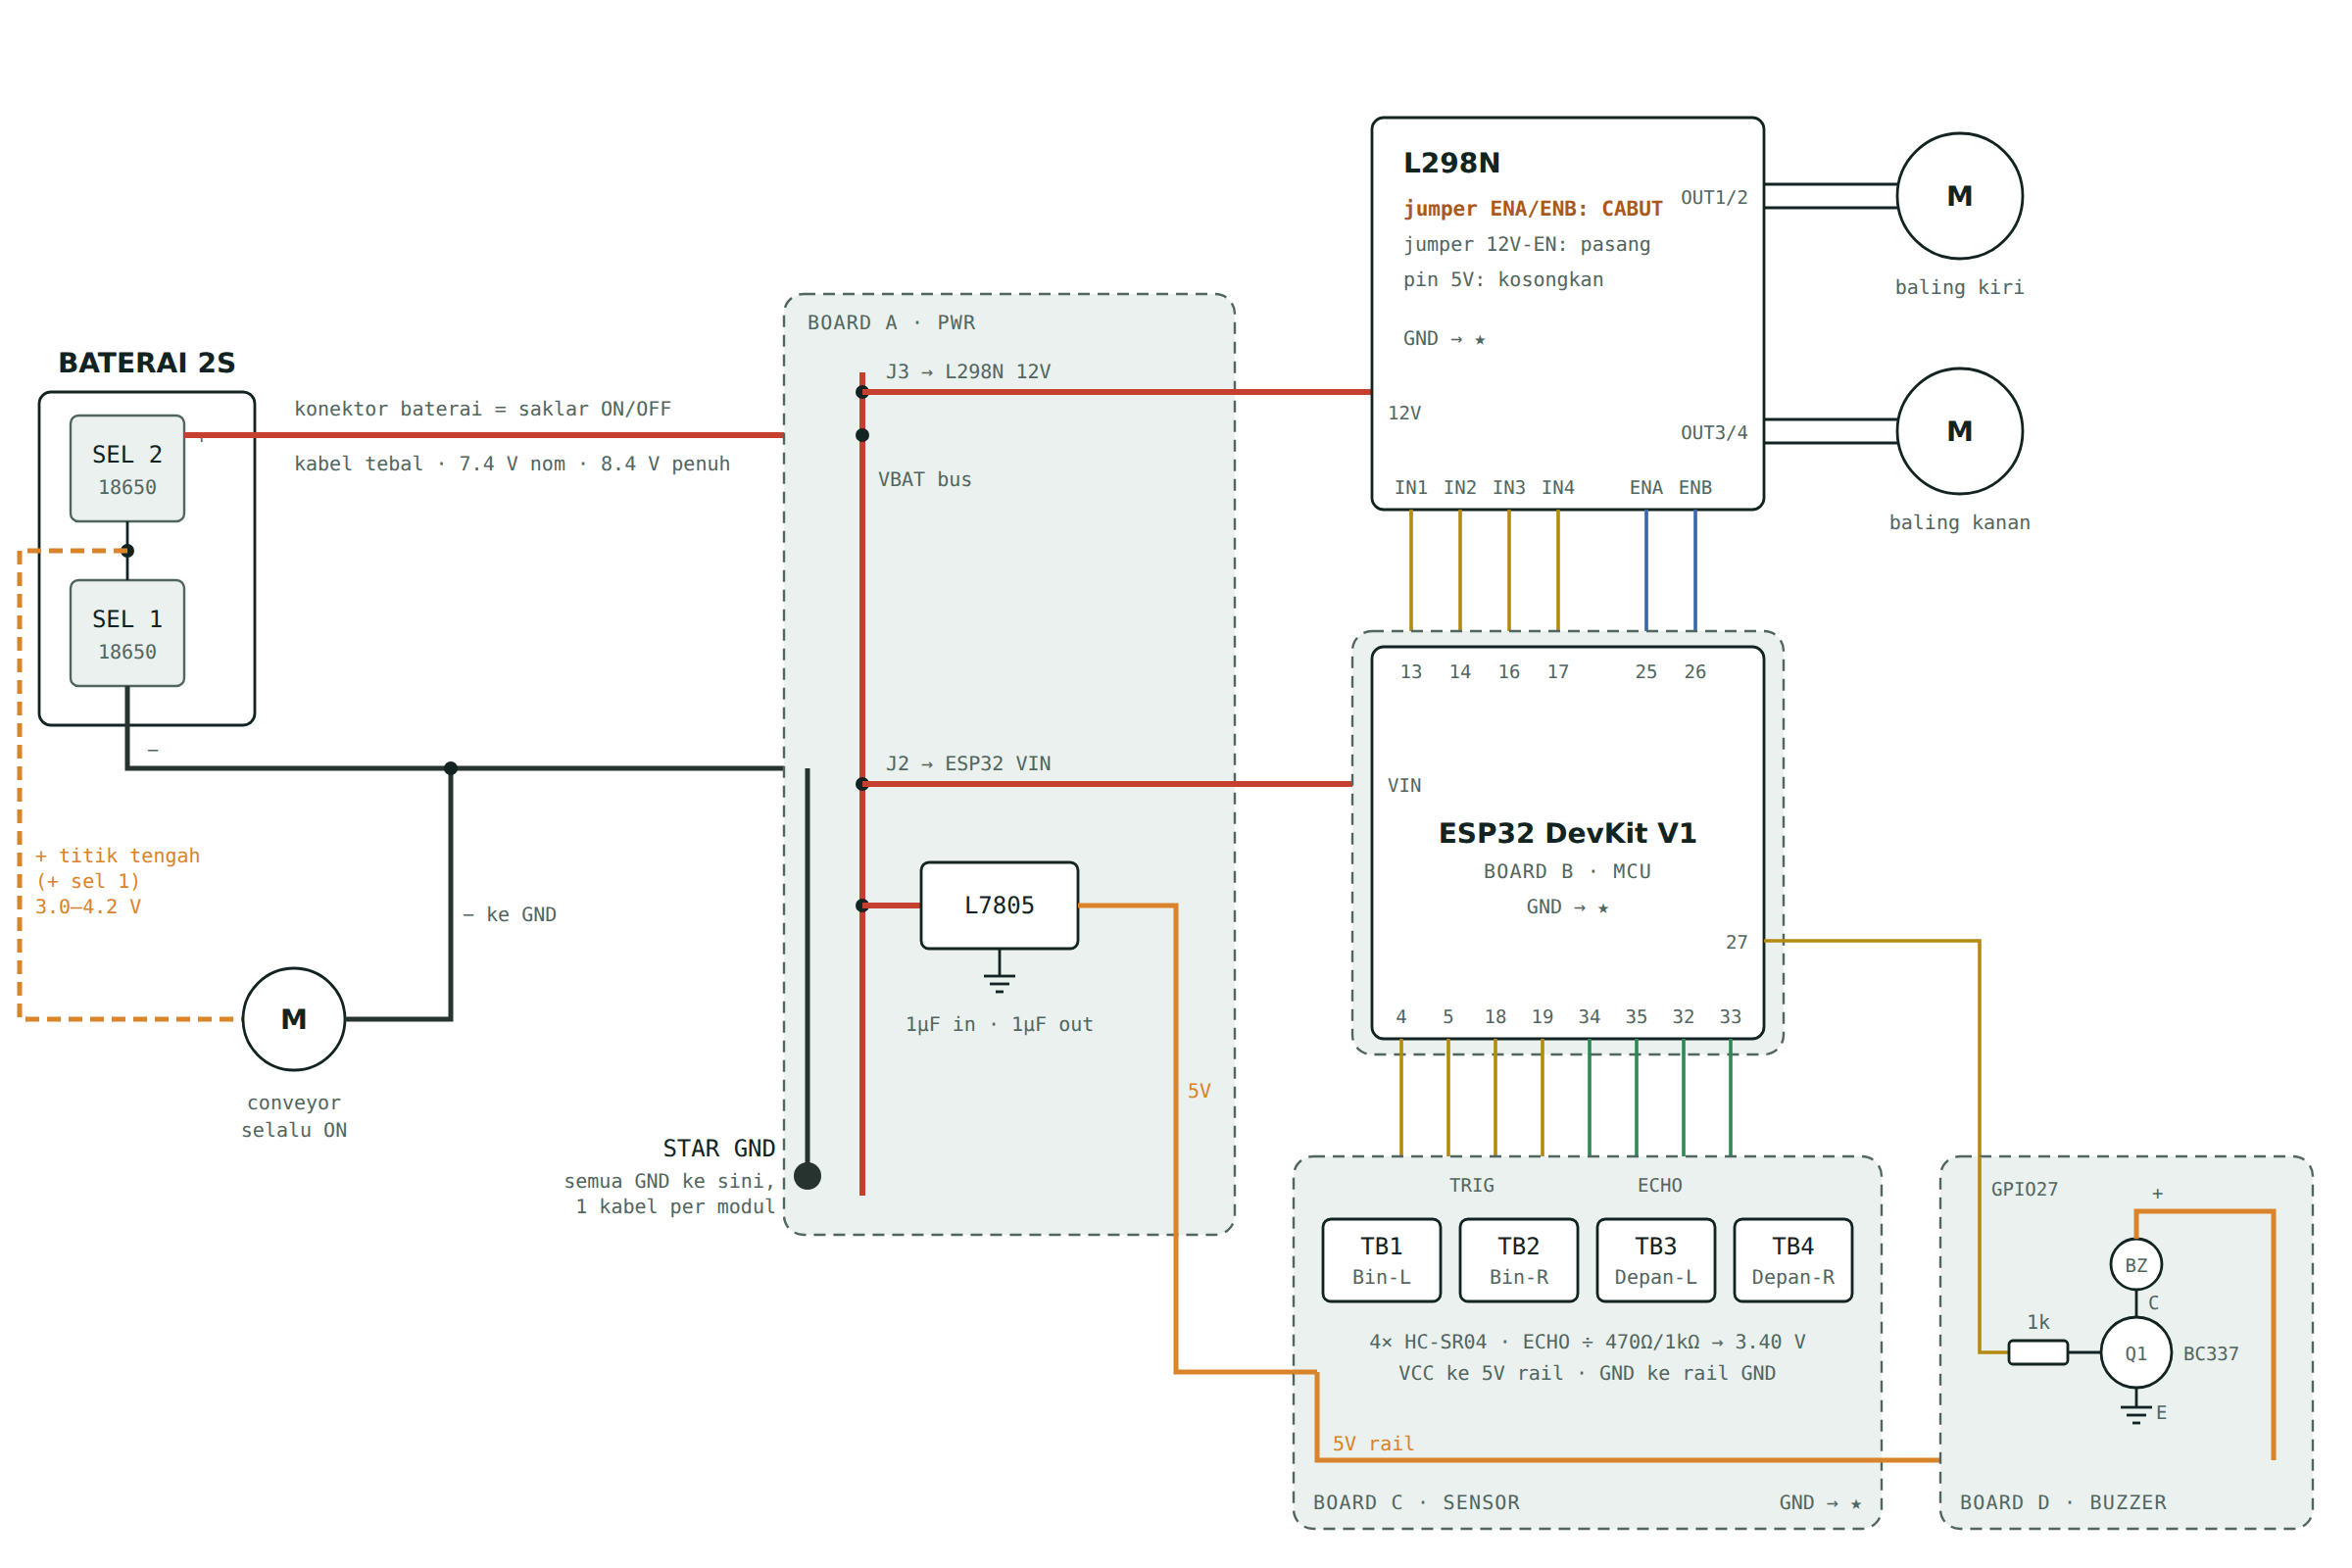 BATERAI 2S
SEL 2
18650
SEL 1
18650
+
−
konektor baterai = saklar ON/OFF
kabel tebal · 7.4 V nom · 8.4 V penuh
+ titik tengah
(+ sel 1)
3.0–4.2 V
− ke GND
M
conveyor
selalu ON
BOARD A · PWR
J3 → L298N 12V
VBAT bus
J2 → ESP32 VIN
L7805
1µF in · 1µF out
5V
STAR GND
semua GND ke sini,
1 kabel per modul
L298N
jumper ENA/ENB: CABUT
jumper 12V-EN: pasang
pin 5V: kosongkan
GND → ★
12V
OUT1/2
OUT3/4
IN1 IN2 IN3 IN4 ENA ENB
M
baling kiri
M
baling kanan
13 14 16 17 25 26
VIN
ESP32 DevKit V1
BOARD B · MCU
GND → ★
27
4 5 18 19 34 35 32 33
TRIG ECHO
TB1
Bin-L
TB2
Bin-R
TB3
Depan-L
TB4
Depan-R
4× HC-SR04 · ECHO ÷ 470Ω/1kΩ → 3.40 V
VCC ke 5V rail · GND ke rail GND
5V rail
BOARD C · SENSOR
GND → ★
GPIO27
+
BZ
C
1k
Q1
BC337
E
BOARD D · BUZZER